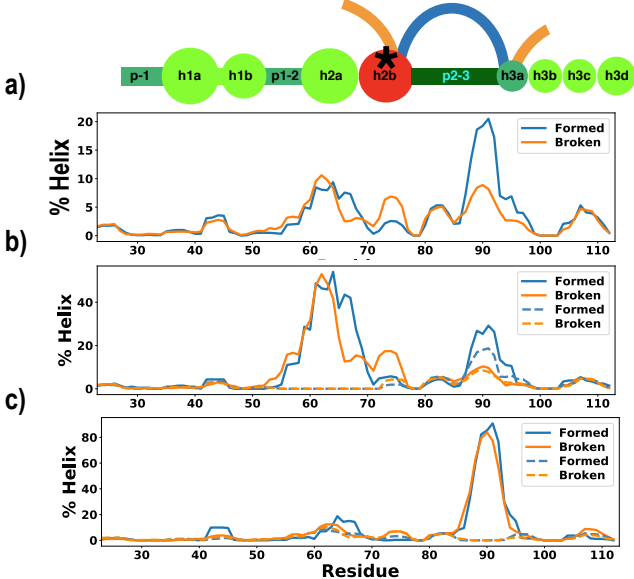 p-1 h1a h1b p1-2 h2a h2b * p2-3 h3a h3b h3c h3d
a)
% Helix
20
15
10
5
0
Formed
Broken
30 40 50 60 70 80 90 100 110
b)
% Helix
40
20
0
Formed
Broken
Formed
Broken
30 40 50 60 70 80 90 100 110
c)
% Helix
80
60
40
20
0
Formed
Broken
Formed
Broken
30 40 50 60 70 80 90 100 110
Residue